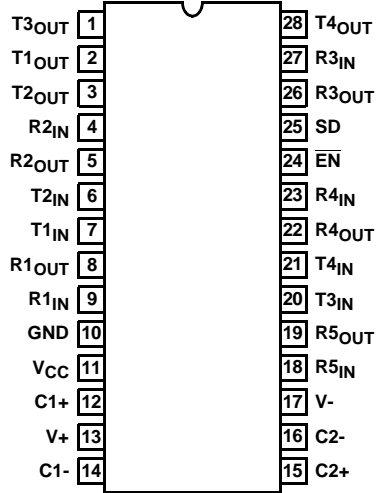 T3OUT 1 28 T4OUT
T1OUT 2 27 R3IN
T2OUT 3 26 R3OUT
R2IN 4 25 SD
R2OUT 5 24 E̅N̅
T2IN 6 23 R4IN
T1IN 7 22 R4OUT
R1OUT 8 21 T4IN
R1IN 9 20 T3IN
GND 10 19 R5OUT
VCC 11 18 R5IN
C1+ 12 17 V-
V+ 13 16 C2-
C1- 14 15 C2+